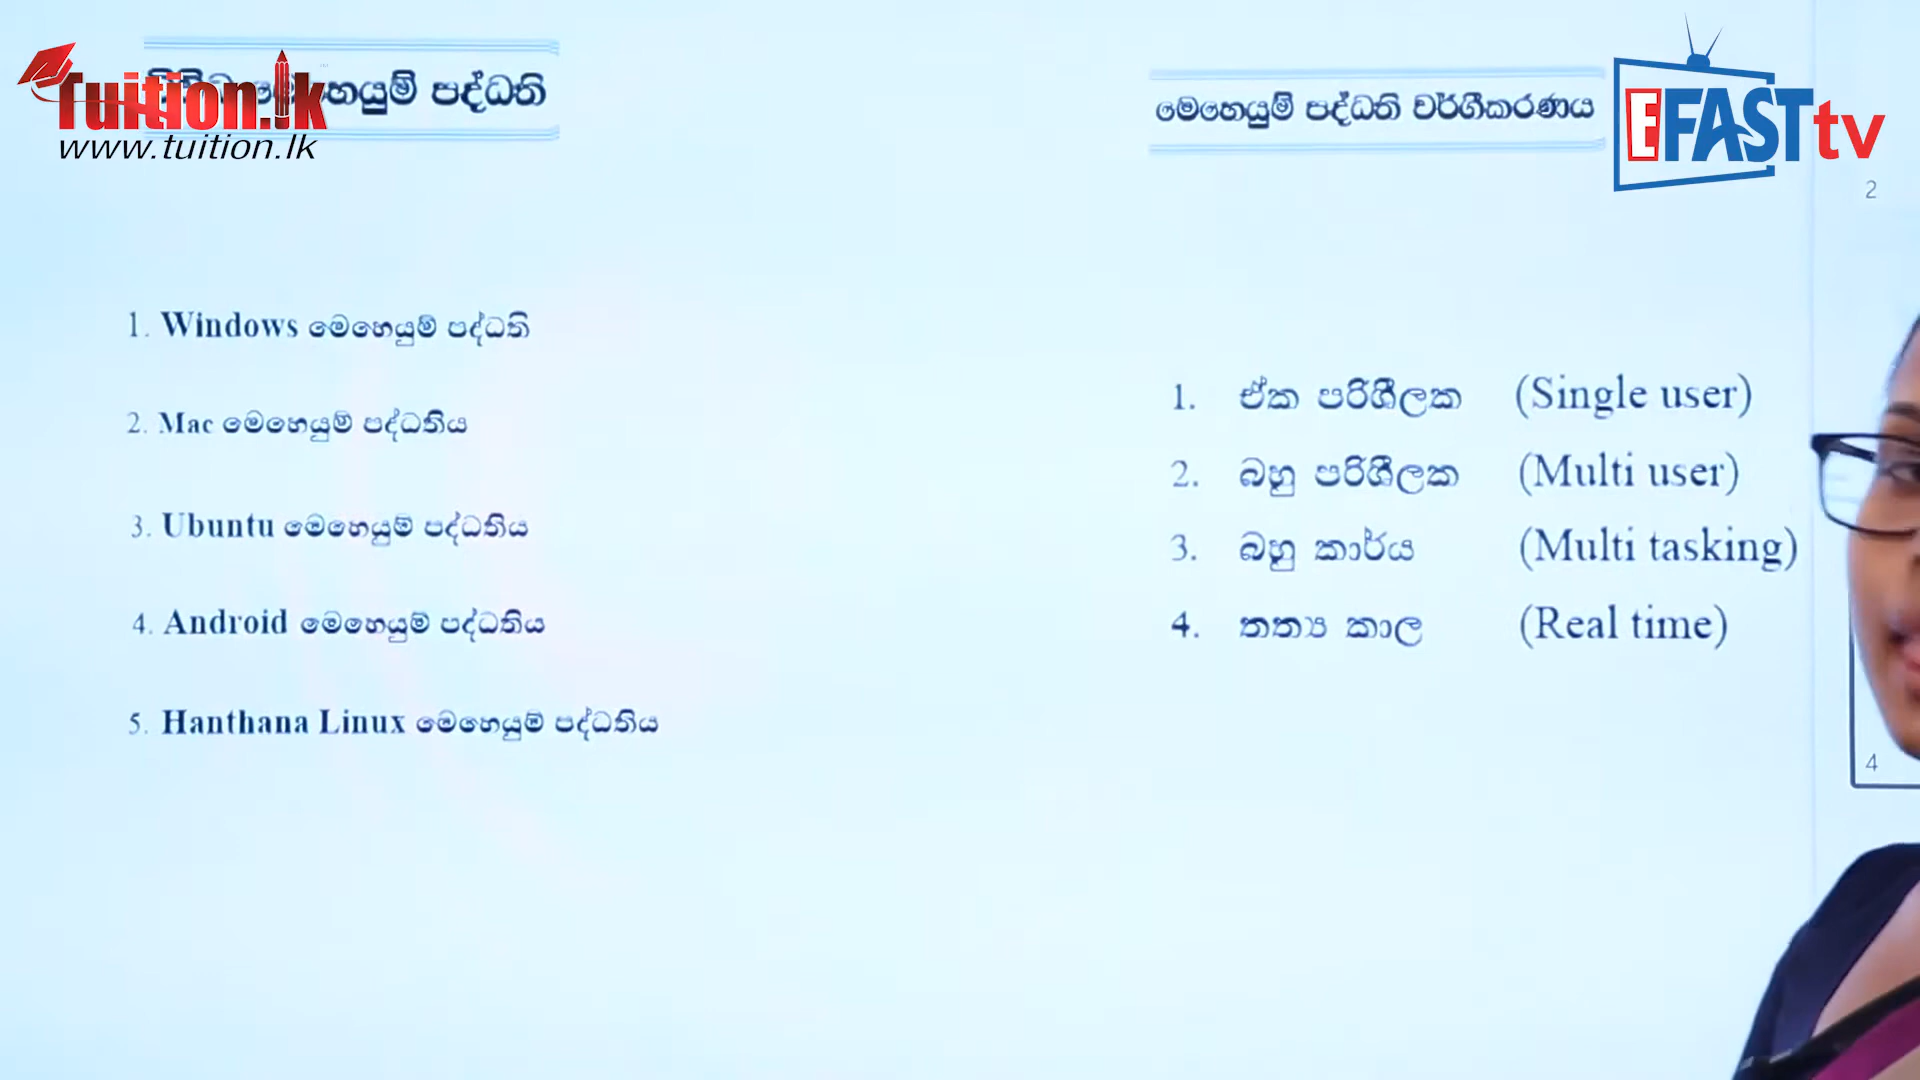 Tuition.lk
www.tuition.lk
මෙහෙයුම් පද්ධති
1. Windows මෙහෙයුම් පද්ධති
2. Mac මෙහෙයුම් පද්ධතිය
3. Ubuntu මෙහෙයුම් පද්ධතිය
4. Android මෙහෙයුම් පද්ධතිය
5. Hanthana Linux මෙහෙයුම් පද්ධතිය
EFAST tv
මෙහෙයුම් පද්ධති වර්ගීකරණය
2
1. ඒක පරිශීලක (Single user)
2. බහු පරිශීලක (Multi user)
3. බහු කාර්ය (Multi tasking)
4. තත්‍ය කාල (Real time)
4